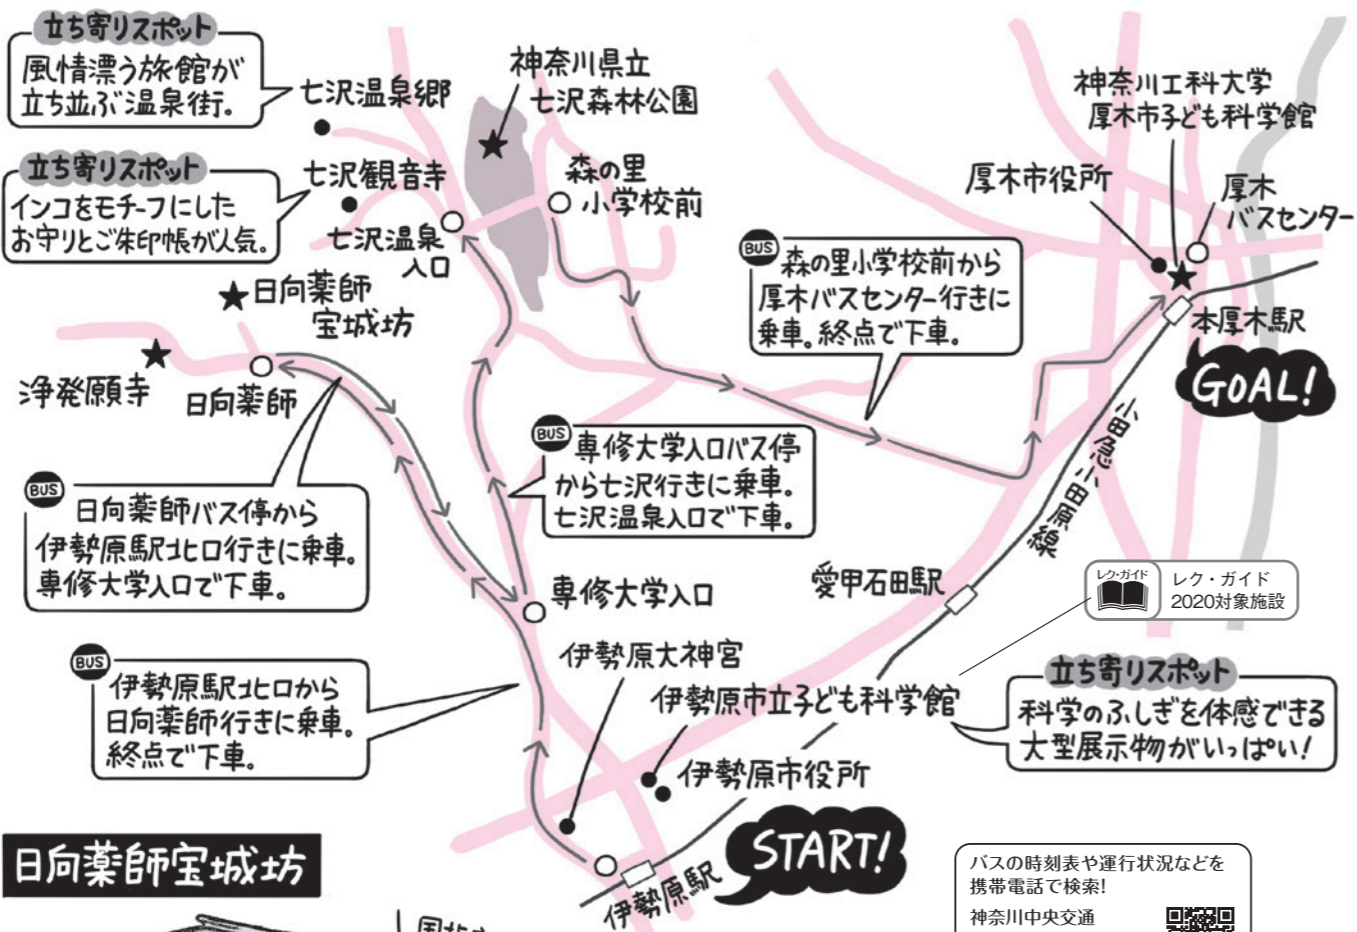 立ち寄りスポット
風情漂う旅館が
立ち並ぶ温泉街。
七沢温泉郷
神奈川県立
七沢森林公園
神奈川工科大学
厚木市子ども科学館
立ち寄りスポット
インコをモチーフにした
お守りとご朱印帳が人気。
七沢観音寺
七沢温泉
入口
森の里
小学校前
厚木市役所
厚木
バスセンター
BUS
森の里小学校前から
厚木バスセンター行きに
乗車。終点で下車。
本厚木駅
GOAL!
日向薬師
宝城坊
浄発願寺
日向薬師
小田急小田原線
BUS
専修大学入口バス停
から七沢行きに乗車。
七沢温泉入口で下車。
BUS
日向薬師バス停から
伊勢原駅北口行きに乗車。
専修大学入口で下車。
専修大学入口
愛甲石田駅
レク・ガイド
レク・ガイド
2020対象施設
BUS
伊勢原駅北口から
日向薬師行きに乗車。
終点で下車。
伊勢原大神宮
伊勢原市立子ども科学館
伊勢原市役所
立ち寄りスポット
科学のふしぎを体感できる
大型展示物がいっぱい!
START!
伊勢原駅
日向薬師宝城坊
バスの時刻表や運行状況などを
携帯電話で検索!
神奈川中央交通